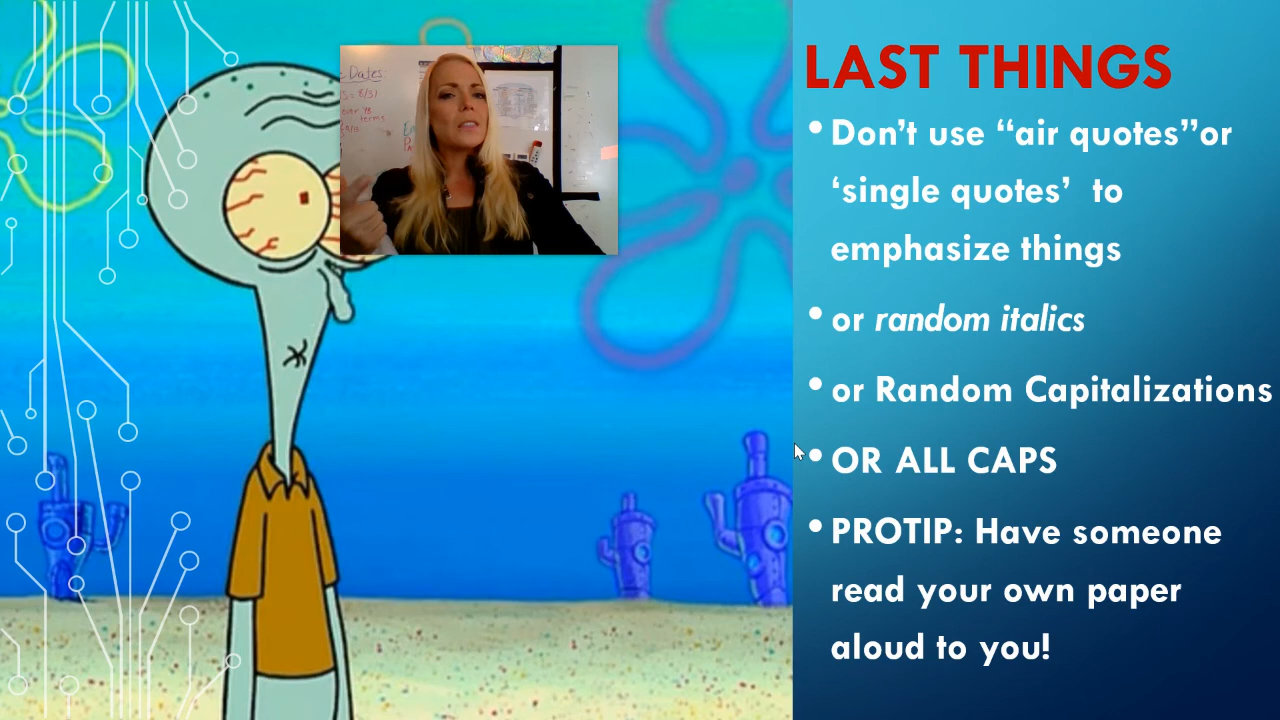 e Dates
LAST THINGS
• Don’t use “air quotes”or
‘single quotes’ to
emphasize things
• or random italics
• or Random Capitalizations
• OR ALL CAPS
• PROTIP: Have someone
read your own paper
aloud to you!